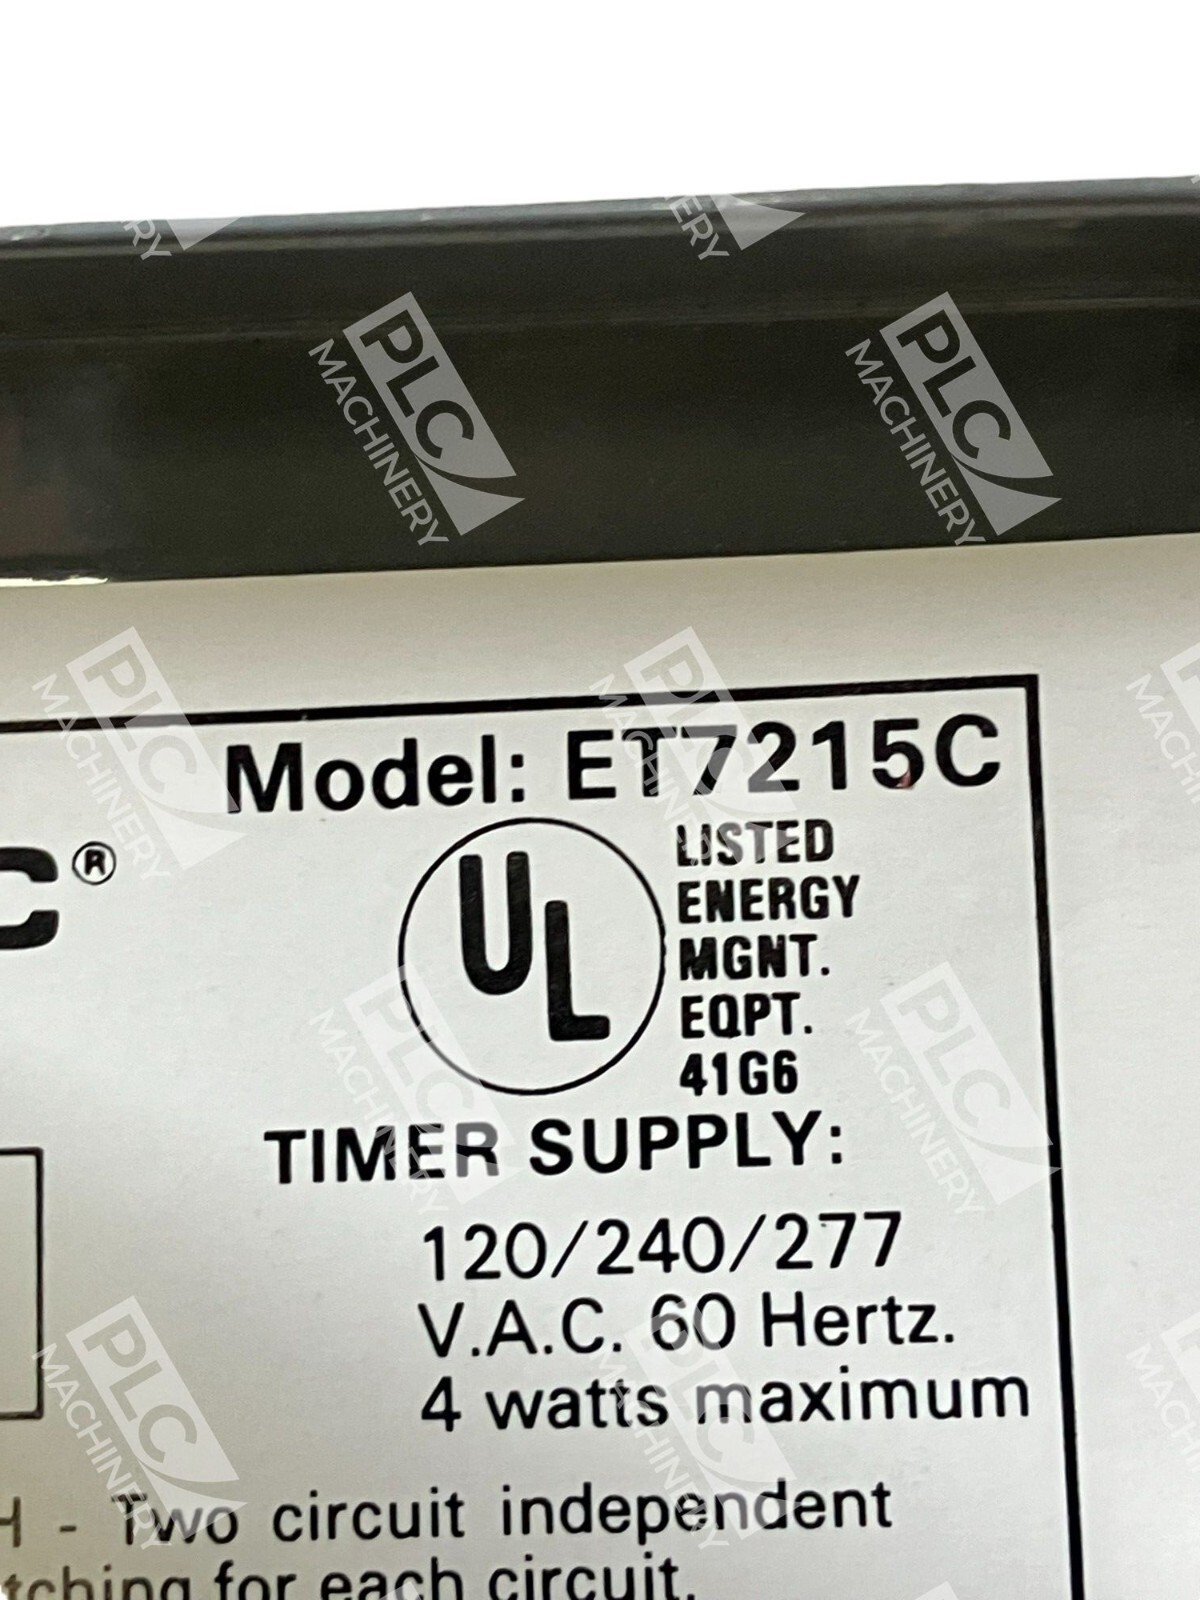 Model: ET7215C
C®
UL
LISTED
ENERGY
MGNT.
EQPT.
41G6
TIMER SUPPLY:
120/240/277
V.A.C. 60 Hertz.
4 watts maximum
H - Two circuit independent
tching for each circuit.
PLC MACHINERY